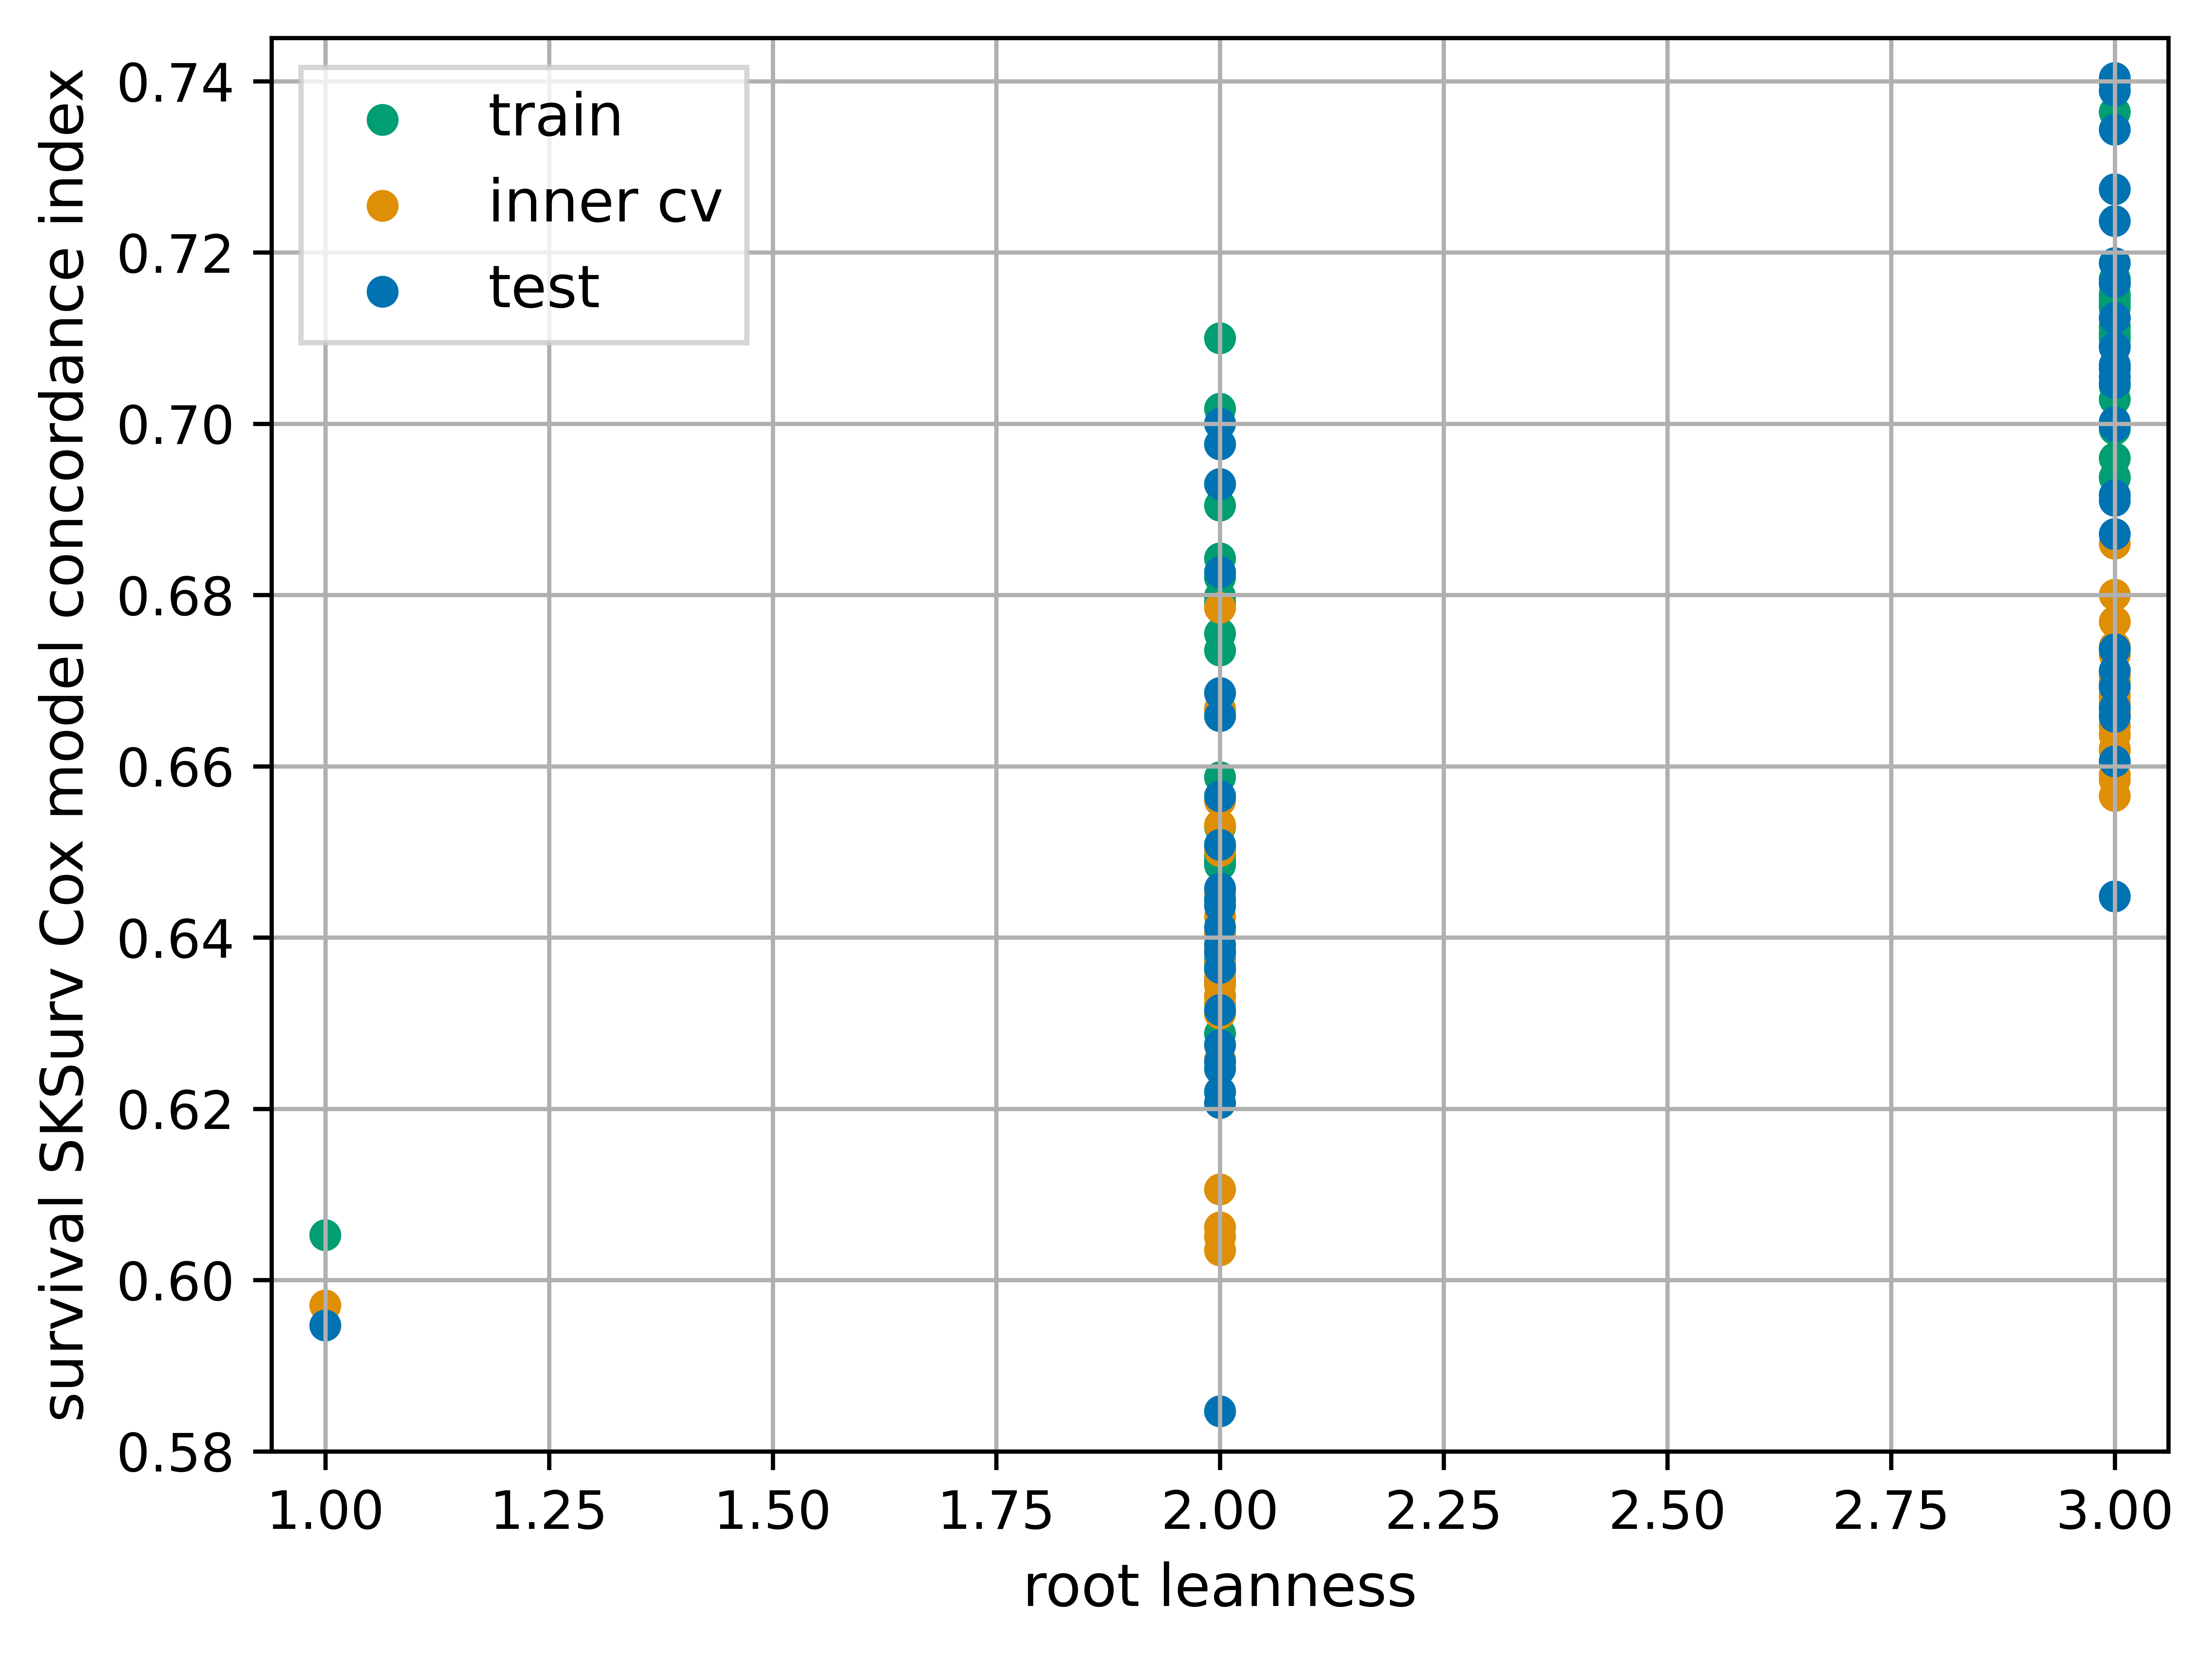 survival SKSurv Cox model concordance index
0.74
0.72
0.70
0.68
0.66
0.64
0.62
0.60
0.58
train
inner cv
test
1.00 1.25 1.50 1.75 2.00 2.25 2.50 2.75 3.00
root leanness